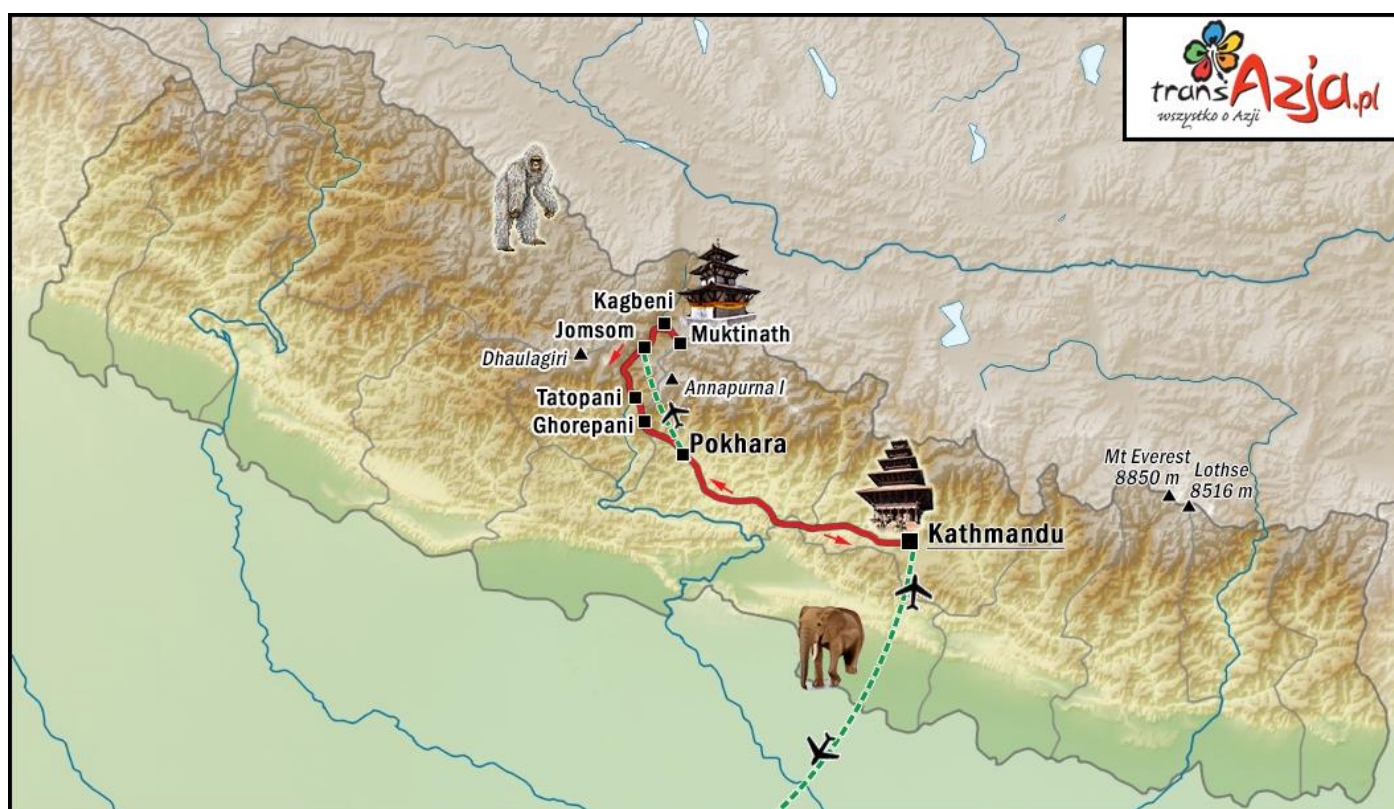 trans Azja.pl
wszystko o Azji
Kagbeni
Jomsom
Muktinath
Dhaulagiri
Annapurna I
Tatopani
Ghorepani
Pokhara
Mt Everest
8850 m
Lothse
8516 m
Kathmandu